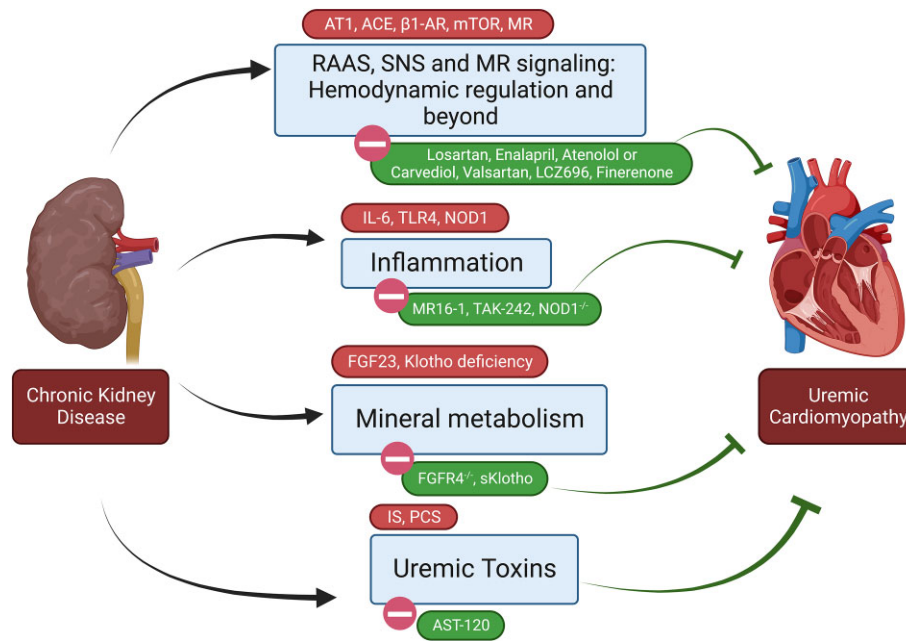 AT1, ACE, β1-AR, mTOR, MR
RAAS, SNS and MR signaling:
Hemodynamic regulation and
beyond
Losartan, Enalapril, Atenolol or
Carvediol, Valsartan, LCZ696, Finerenone
IL-6, TLR4, NOD1
Inflammation
MR16-1, TAK-242, NOD1⁻/⁻
FGF23, Klotho deficiency
Chronic Kidney
Disease
Mineral metabolism
Uremic
Cardiomyopathy
FGFR4⁻/⁻, sKlotho
IS, PCS
Uremic Toxins
AST-120